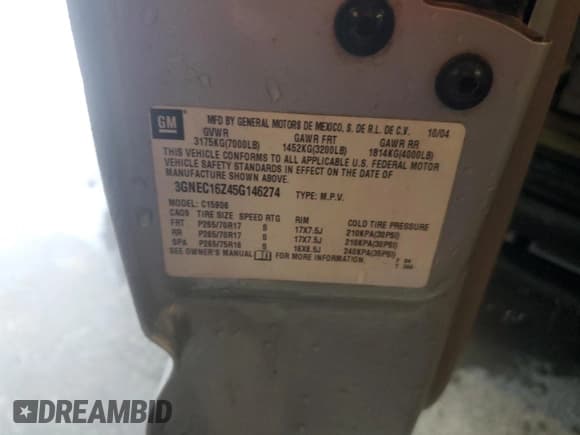 GM
MFD BY GENERAL MOTORS DE MEXICO, S. DE R.L. DE C.V. 10/04
GVWR GAWR FRT GAWR RR
3175KG(7000LB) 1452KG(3200LB) 1814KG(4000LB)
THIS VEHICLE CONFORMS TO ALL APPLICABLE U.S. FEDERAL MOTOR
VEHICLE SAFETY STANDARDS IN EFFECT ON THE DATE OF
MANUFACTURE SHOWN ABOVE.
3GNEC16Z45G146274 TYPE: M.P.V.
MODEL: C15906
TIRE SIZE SPEED RTG RIM COLD TIRE PRESSURE
FRT P265/70R17 S 17X7.5J 210KPA(30PSI)
RR P265/70R17 S 17X7.5J 210KPA(30PSI)
SPA P265/75R16 S 16X6.5J 240KPA(35PSI)
SEE OWNER'S MANUAL FOR MORE INFORMATION.
DREAMBID